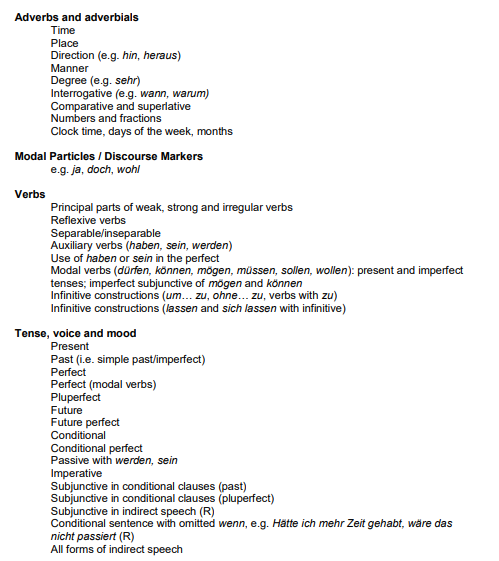 Adverbs and adverbials
Time
Place
Direction (e.g. hin, heraus)
Manner
Degree (e.g. sehr)
Interrogative (e.g. wann, warum)
Comparative and superlative
Numbers and fractions
Clock time, days of the week, months
Modal Particles / Discourse Markers
e.g. ja, doch, wohl
Verbs
Principal parts of weak, strong and irregular verbs
Reflexive verbs
Separable/inseparable
Auxiliary verbs (haben, sein, werden)
Use of haben or sein in the perfect
Modal verbs (dürfen, können, mögen, müssen, sollen, wollen): present and imperfect
tenses; imperfect subjunctive of mögen and können
Infinitive constructions (um… zu, ohne… zu, verbs with zu)
Infinitive constructions (lassen and sich lassen with infinitive)
Tense, voice and mood
Present
Past (i.e. simple past/imperfect)
Perfect
Perfect (modal verbs)
Pluperfect
Future
Future perfect
Conditional
Conditional perfect
Passive with werden, sein
Imperative
Subjunctive in conditional clauses (past)
Subjunctive in conditional clauses (pluperfect)
Subjunctive in indirect speech (R)
Conditional sentence with omitted wenn, e.g. Hätte ich mehr Zeit gehabt, wäre das
nicht passiert (R)
All forms of indirect speech